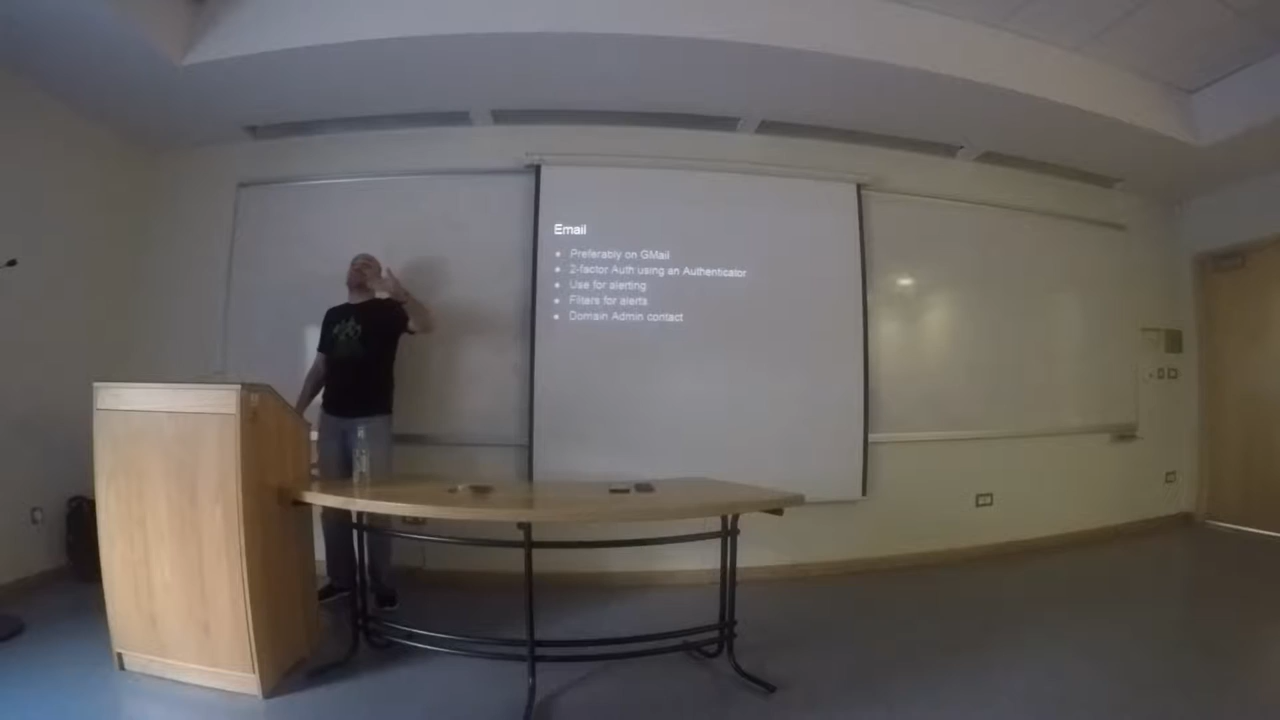 Email
Preferably on GMail
2-factor Auth using an Authenticator
Use for alerting
Filters for alerts
Domain Admin contact